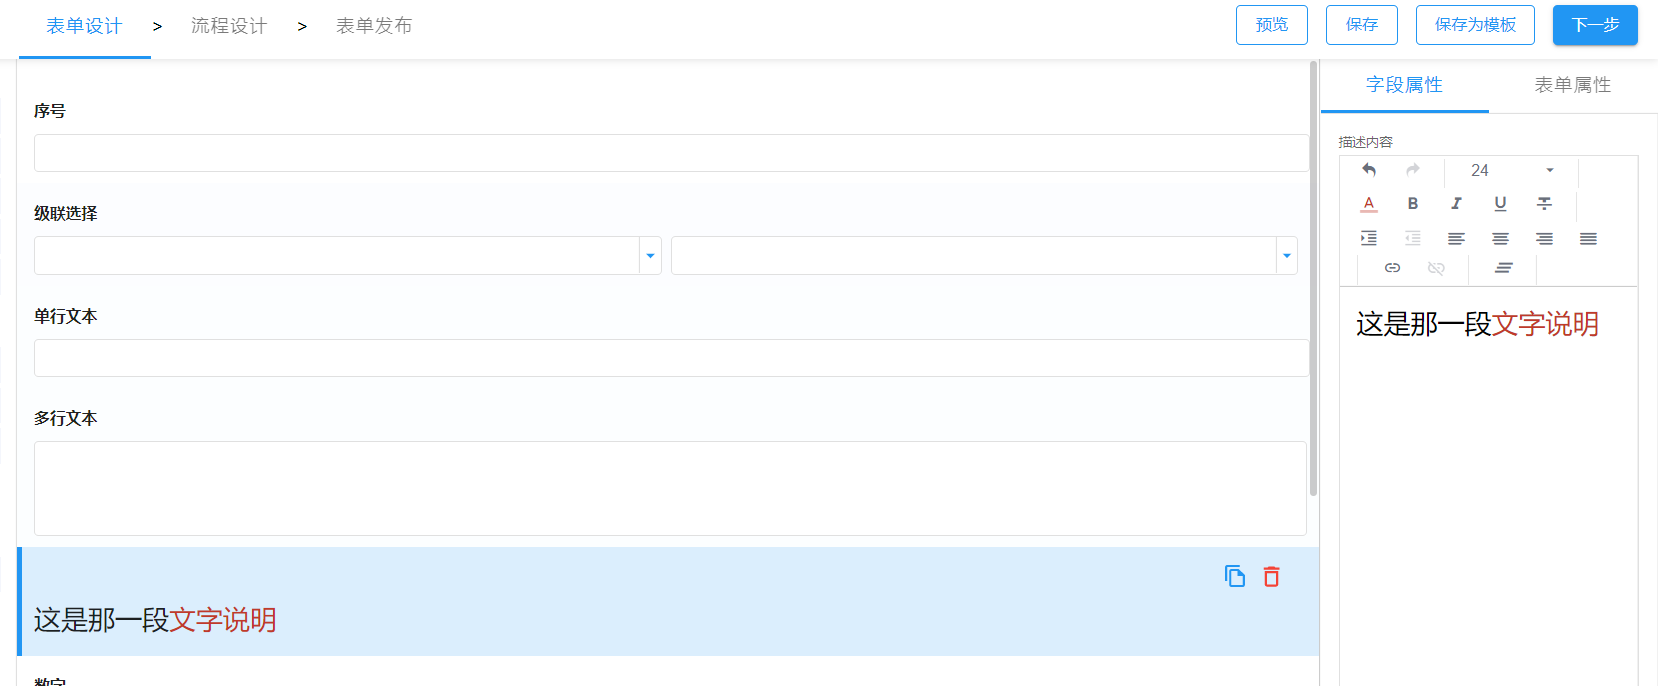 表单设计 > 流程设计 > 表单发布 预览 保存 保存为模板 下一步
字段属性 表单属性
序号
描述内容
24
A B I U
级联选择
单行文本
这是那一段文字说明
多行文本
这是那一段文字说明
数字